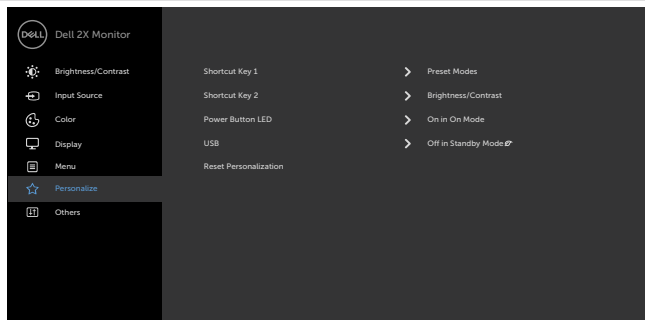 DELL Dell 2X Monitor
Brightness/Contrast Shortcut Key 1 Preset Modes
Input Source Shortcut Key 2 Brightness/Contrast
Color Power Button LED On in On Mode
Display USB Off in Standby Mode
Menu Reset Personalization
Personalize
Others